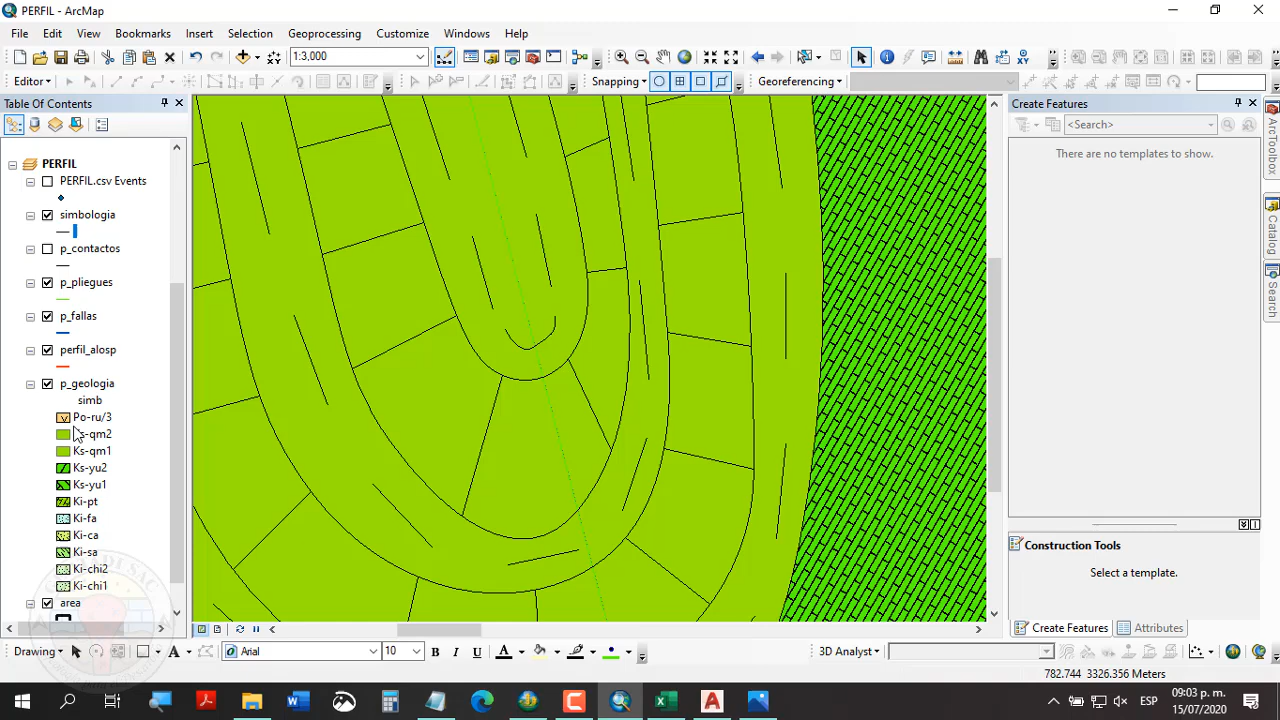 PERFIL - ArcMap
File Edit View Bookmarks Insert Selection Geoprocessing Customize Windows Help
1:3,000
Editor Snapping Georeferencing
Table Of Contents
Create Features
<Search>
There are no templates to show.
PERFIL
PERFIL.csv Events
simbologia
p_contactos
p_pliegues
p_fallas
perfil_alosp
p_geologia
simb
Po-ru/3
s-qm2
Ks-qm1
Ks-yu2
Ks-yu1
Ki-pt
Ki-fa
Ki-ca
Ki-sa
Ki-chi2
Ki-chi1
area
ArcToolbox
Catalog
Search
Construction Tools
Select a template.
Create Features Attributes
Drawing Arial 10 B I U A 3D Analyst
782.744 3326.356 Meters
ESP
09:03 p. m.
15/07/2020